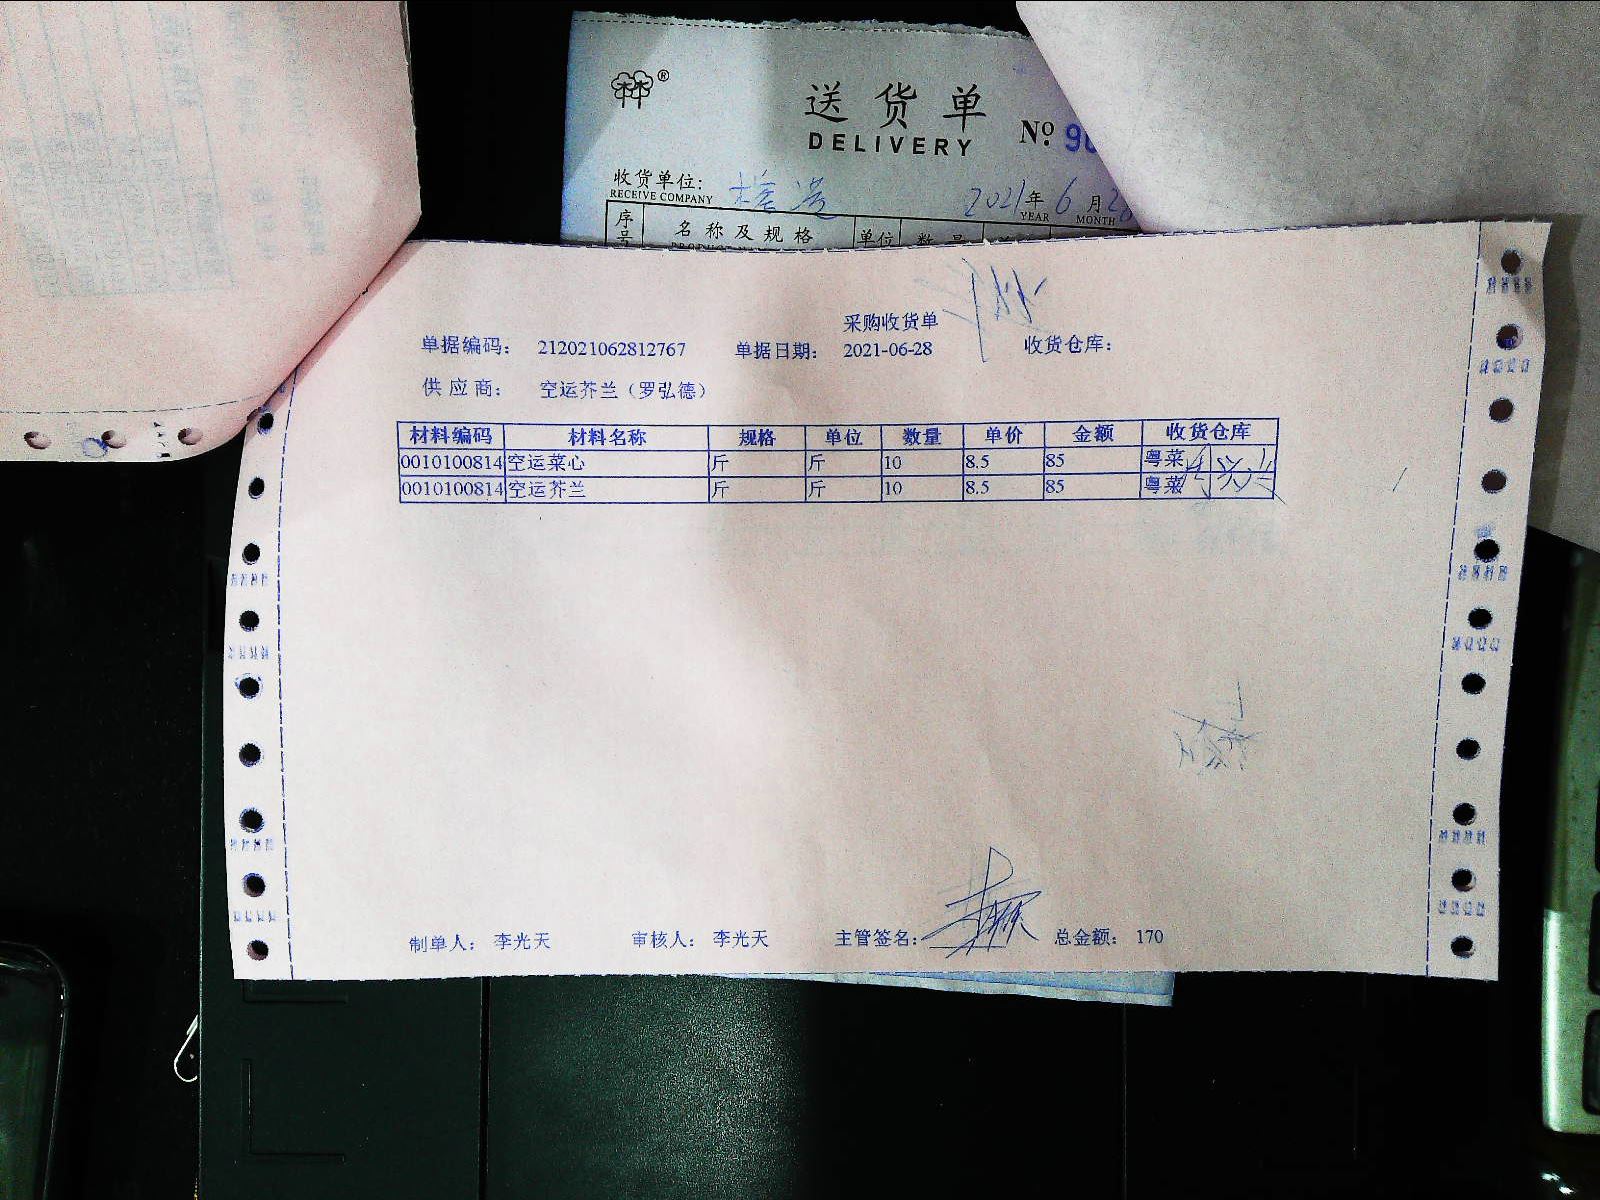 送货单
DELIVERY
№
收货单位:
RECEIVE COMPANY
2021年 6月
YEAR MONTH
序号 名称及规格 单位 数量
采购收货单
单据编码: 212021062812767 单据日期: 2021-06-28 收货仓库:
供应商: 空运芥兰（罗弘德）
材料编码 材料名称 规格 单位 数量 单价 金额 收货仓库
0010100814 空运菜心 斤 斤 10 8.5 85 粤菜
0010100814 空运芥兰 斤 斤 10 8.5 85 粤菜
制单人: 李光天 审核人: 李光天 主管签名: 总金额: 170